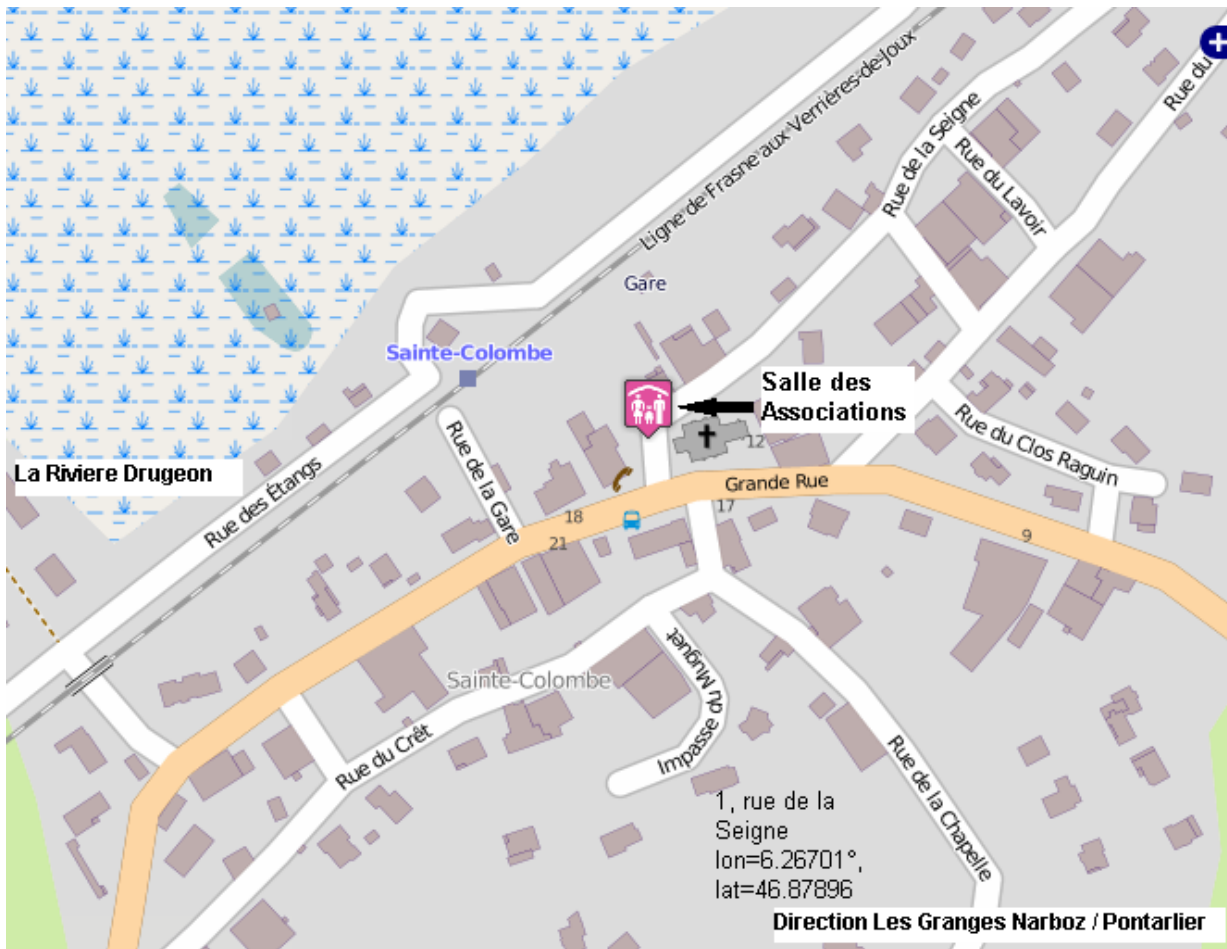 Rue du
Ligne de Frasne aux Verrières-de-Joux
Rue de la Seigne
Rue du Lavoir
Gare
Sainte-Colombe
Salle des
Associations
12
Rue du Clos Raguin
Rue de la Gare
La Riviere Drugeon
Rue des Étangs
Grande Rue
17
18
21
9
Impasse du Muguet
Sainte-Colombe
Rue du Crêt
Rue de la Chapelle
1, rue de la
Seigne
lon=6.26701°,
lat=46.87896
Direction Les Granges Narboz / Pontarlier